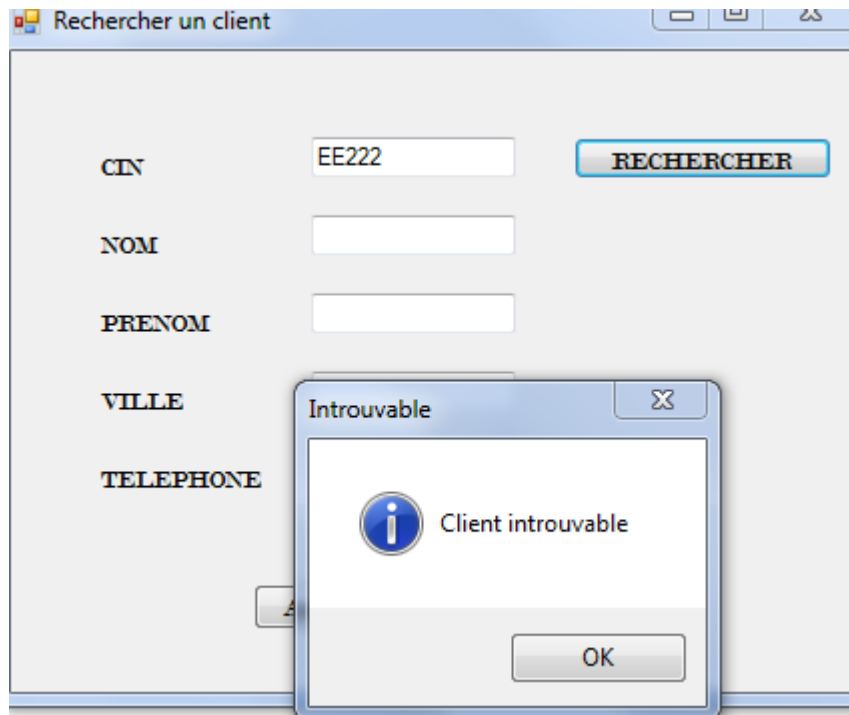 Rechercher un client
CIN
EE222
RECHERCHER
NOM
PRENOM
VILLE
TELEPHONE
Introuvable
Client introuvable
OK